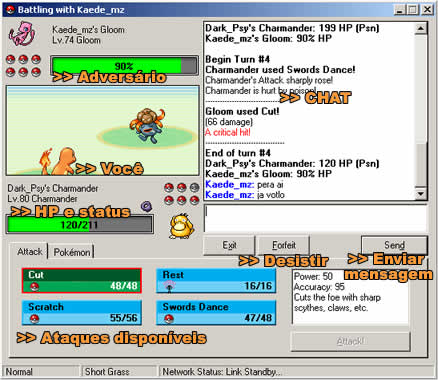 Battling with Kaede_mz
Kaede_mz's Gloom
Lv.74 Gloom
90%
>> Adversário
>> Você
Dark_Psy's Charmander
Lv.80 Charmander
>> HP e status
120/211
Dark_Psy's Charmander: 199 HP (Psn)
Kaede_mz's Gloom: 90% HP
Begin Turn #4
Charmander used Swords Dance!
Charmander's Attack sharply rose!
Charmander is hurt by poison!
>> CHAT
Gloom used Cut!
(66 damage)
A critical hit!
End of turn #4
Dark_Psy's Charmander: 120 HP (Psn)
Kaede_mz's Gloom: 90% HP
Kaede_mz: pera ai
Kaede_mz: ja votlo
Exit
Forfeit
Send
>> Desistir
>> Enviar
mensagem
Attack
Pokémon
Cut
48/48
Rest
16/16
Scratch
55/56
Swords Dance
47/48
>> Ataques disponíveis
Power: 50
Accuracy: 95
Cuts the foe with sharp
scythes, claws, etc.
Attack!
Normal
Short Grass
Network Status: Link Standby...